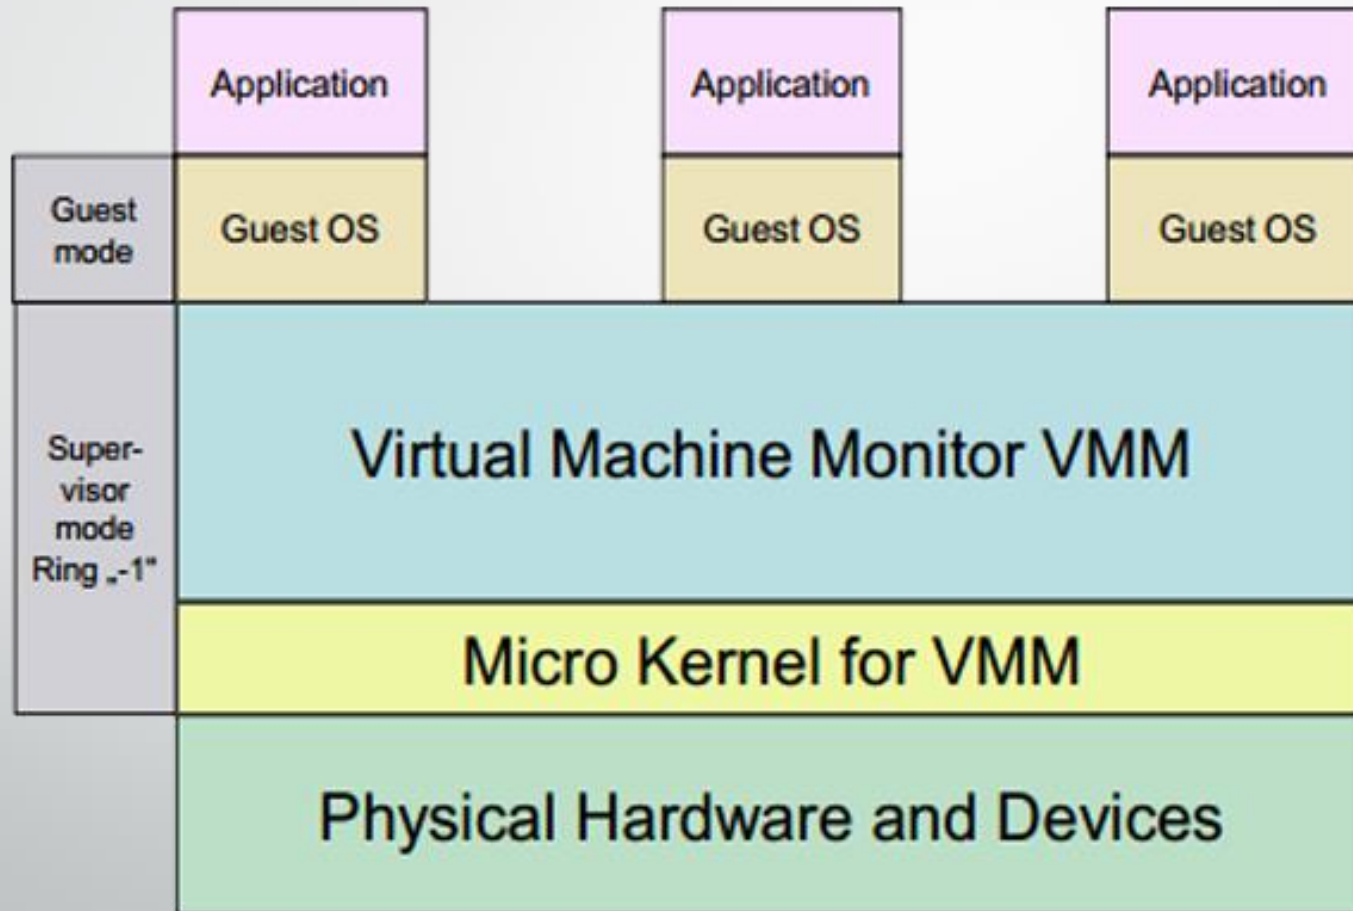 Application
Application
Application
Guest
mode
Guest OS
Guest OS
Guest OS
Super-
visor
mode
Ring „-1"
Virtual Machine Monitor VMM
Micro Kernel for VMM
Physical Hardware and Devices